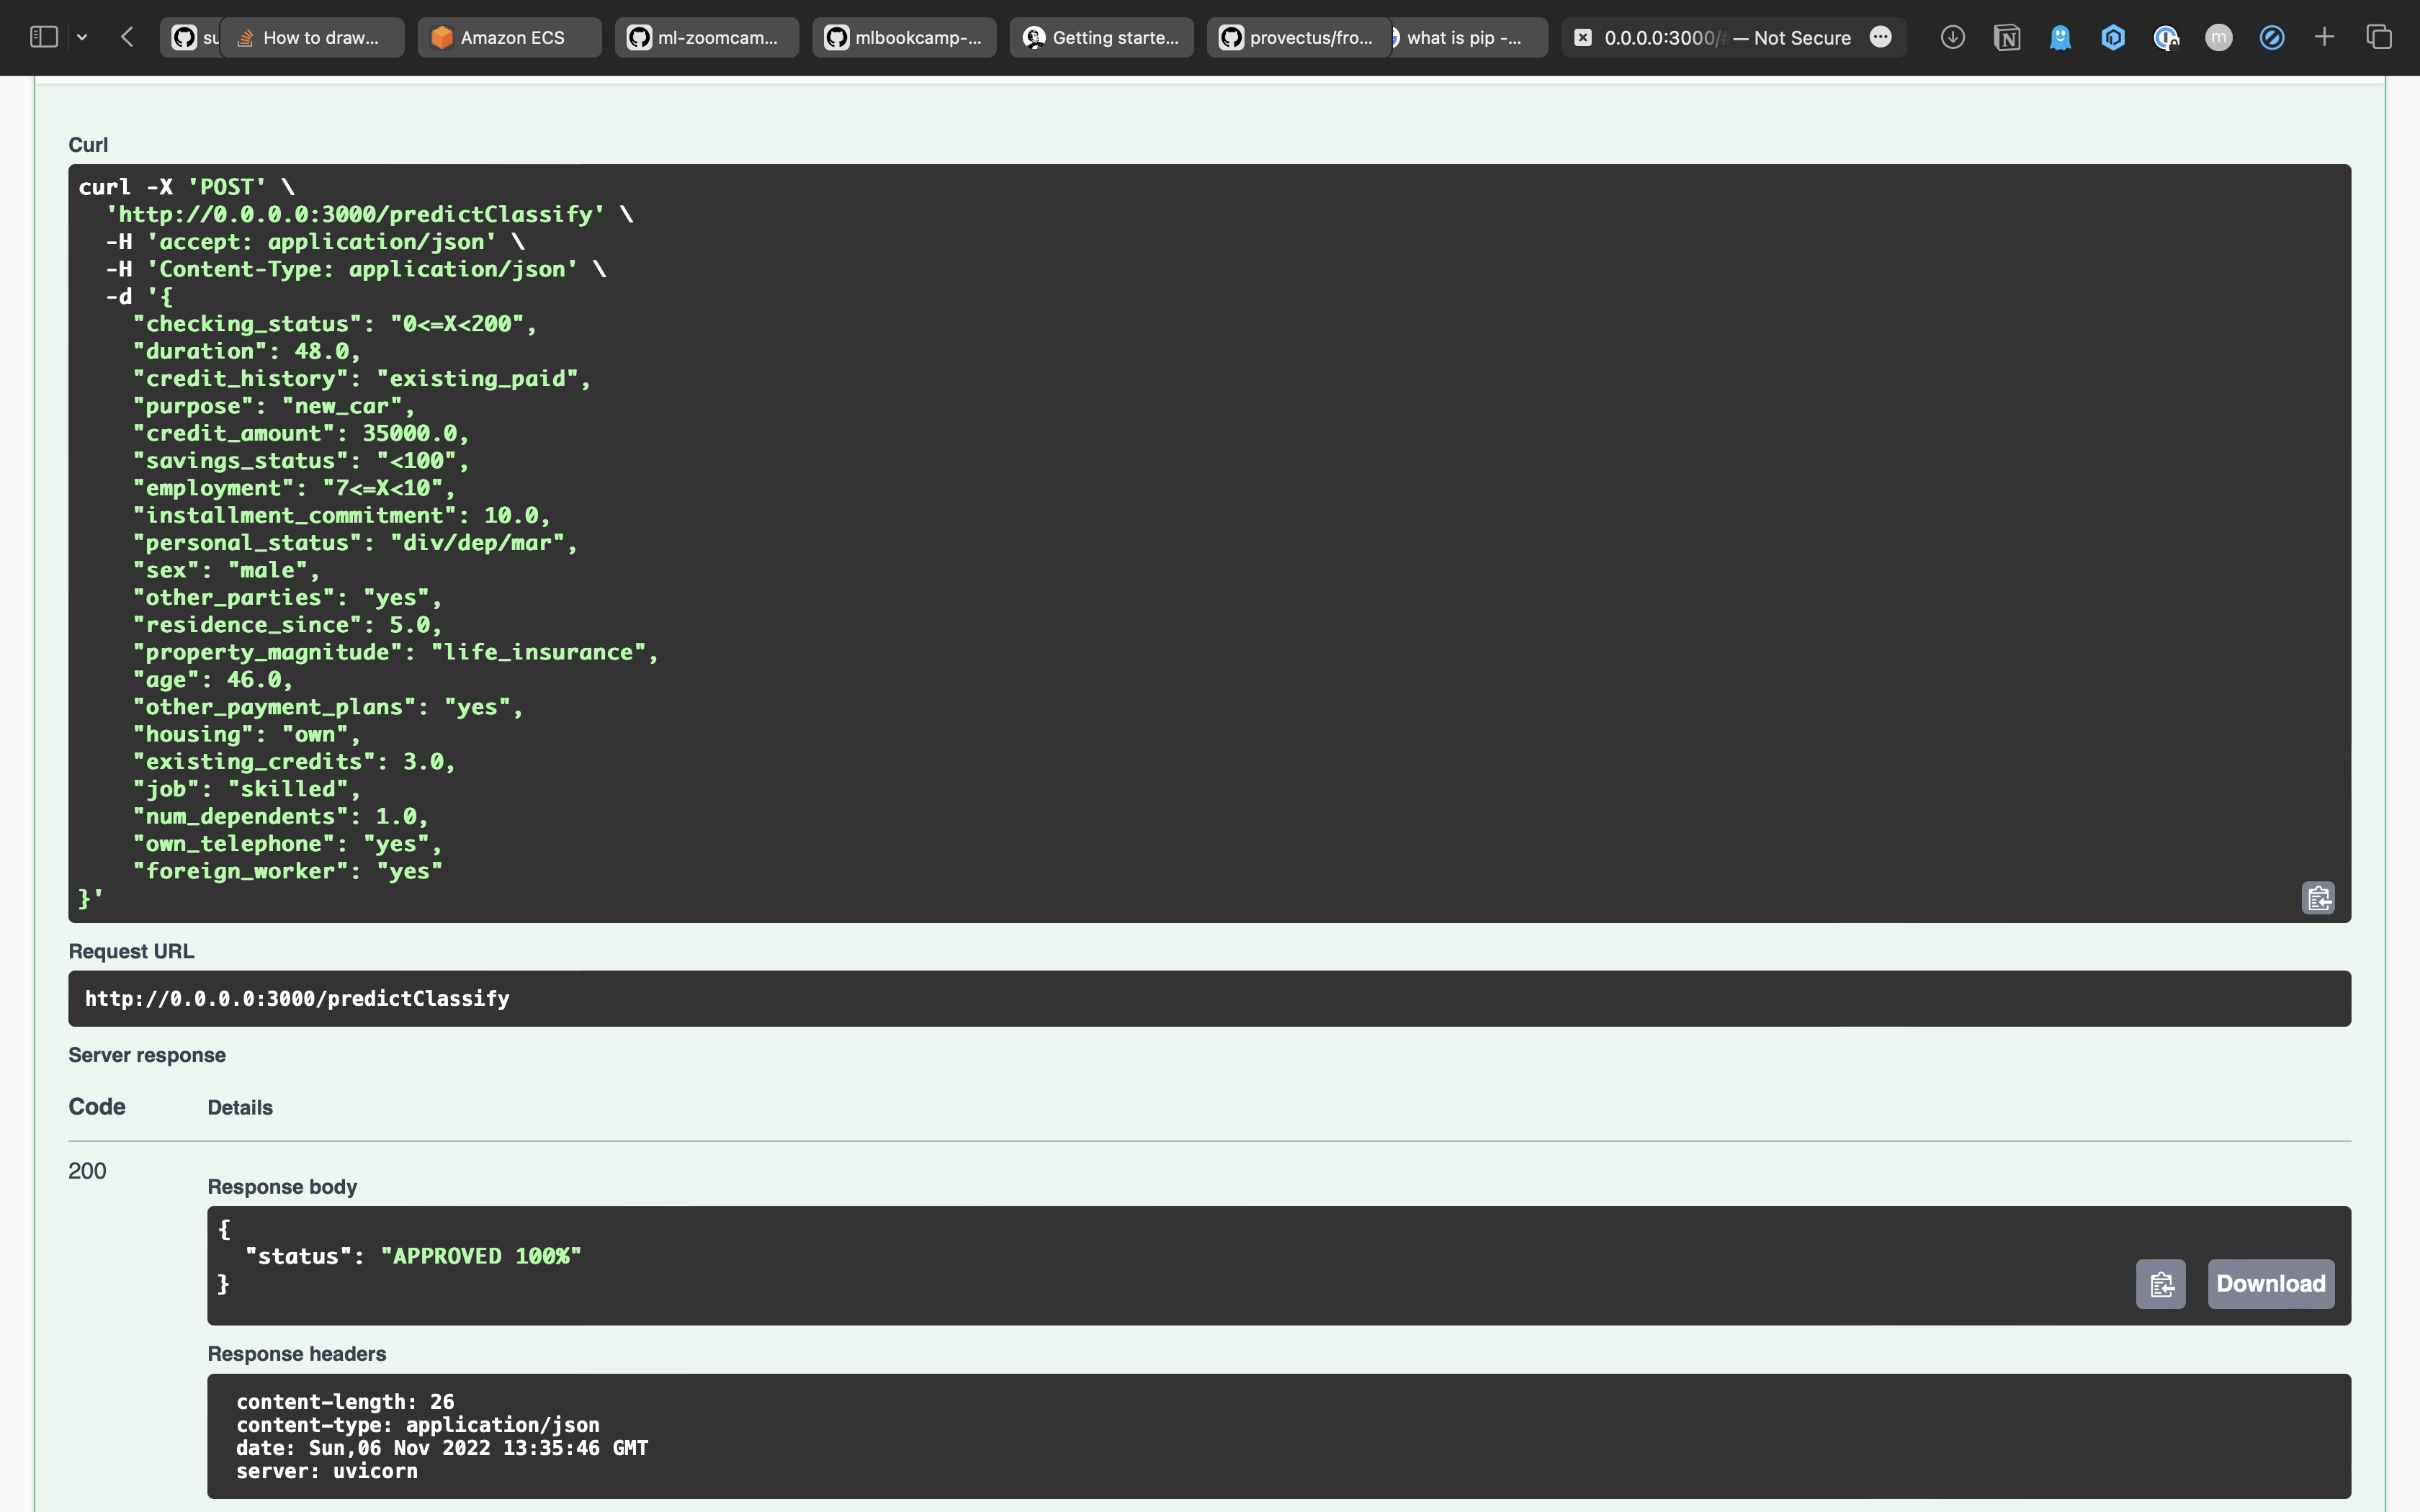 su
How to draw...
Amazon ECS
ml-zoomcam...
mlbookcamp-...
Getting starte...
provectus/fro...
what is pip -...
0.0.0.0:3000/# — Not Secure
m
Curl
curl -X 'POST' \
'http://0.0.0.0:3000/predictClassify' \
-H 'accept: application/json' \
-H 'Content-Type: application/json' \
-d '{
"checking_status": "0<=X<200",
"duration": 48.0,
"credit_history": "existing_paid",
"purpose": "new_car",
"credit_amount": 35000.0,
"savings_status": "<100",
"employment": "7<=X<10",
"installment_commitment": 10.0,
"personal_status": "div/dep/mar",
"sex": "male",
"other_parties": "yes",
"residence_since": 5.0,
"property_magnitude": "life_insurance",
"age": 46.0,
"other_payment_plans": "yes",
"housing": "own",
"existing_credits": 3.0,
"job": "skilled",
"num_dependents": 1.0,
"own_telephone": "yes",
"foreign_worker": "yes"
}'
Request URL
http://0.0.0.0:3000/predictClassify
Server response
Code Details
200
Response body
{
"status": "APPROVED 100%"
}
Download
Response headers
content-length: 26
content-type: application/json
date: Sun,06 Nov 2022 13:35:46 GMT
server: uvicorn